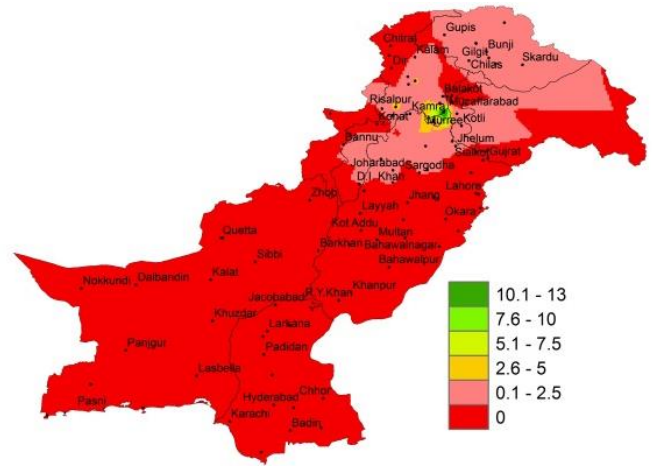 Gupis
Chitral
Kalam
Gilgit
Bunji
Dir
Chilas
Skardu
Balakot
Risalpur
Kamra
Muzaffarabad
Kohat
Murree
Kotli
Bannu
Jhelum
Sialkot
Gujrat
Joharabad
Sargodha
D.I.
Khan
Zhob
Lahore
Jhang
Layyah
Okara
Kot Addu
Quetta
Multan
Barkhan
Bahawalnagar
Sibbi
Bahawalpur
Nokkundi
Dalbandin
Kalat
R.Y.Khan
Khanpur
Jacobabad
Khuzdar
Larkana
Panjgur
Padidan
Lasbella
Pasni
Hyderabad
Chhor
Karachi
Badin
10.1 - 13
7.6 - 10
5.1 - 7.5
2.6 - 5
0.1 - 2.5
0